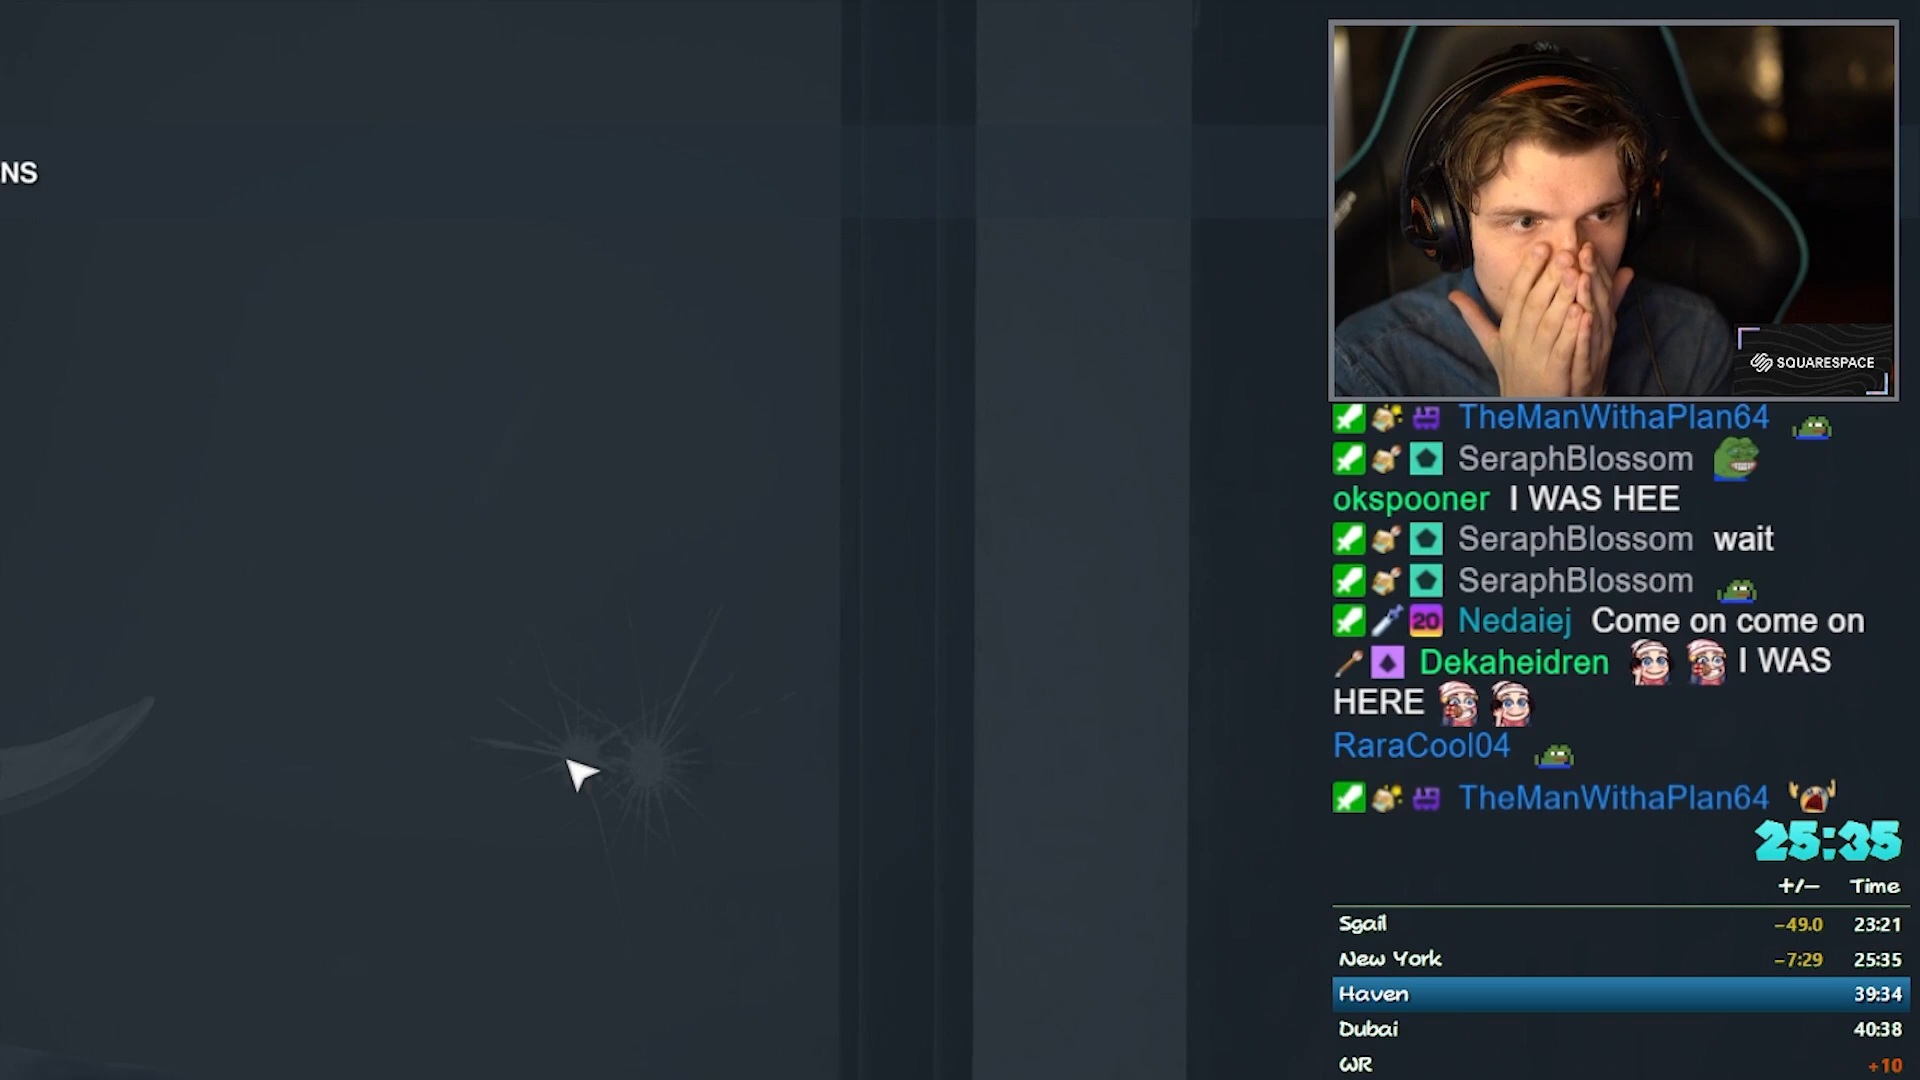 NS
SQUARESPACE
TheManWithaPlan64
SeraphBlossom
okspooner I WAS HEE
SeraphBlossom wait
SeraphBlossom
20 Nedaiej Come on come on
Dekaheidren I WAS
HERE
RaraCool04
TheManWithaPlan64
25:35
+/− Time
Sgail −49.0 23:21
New York −7:29 25:35
Haven 39:34
Dubai 40:38
WR +10